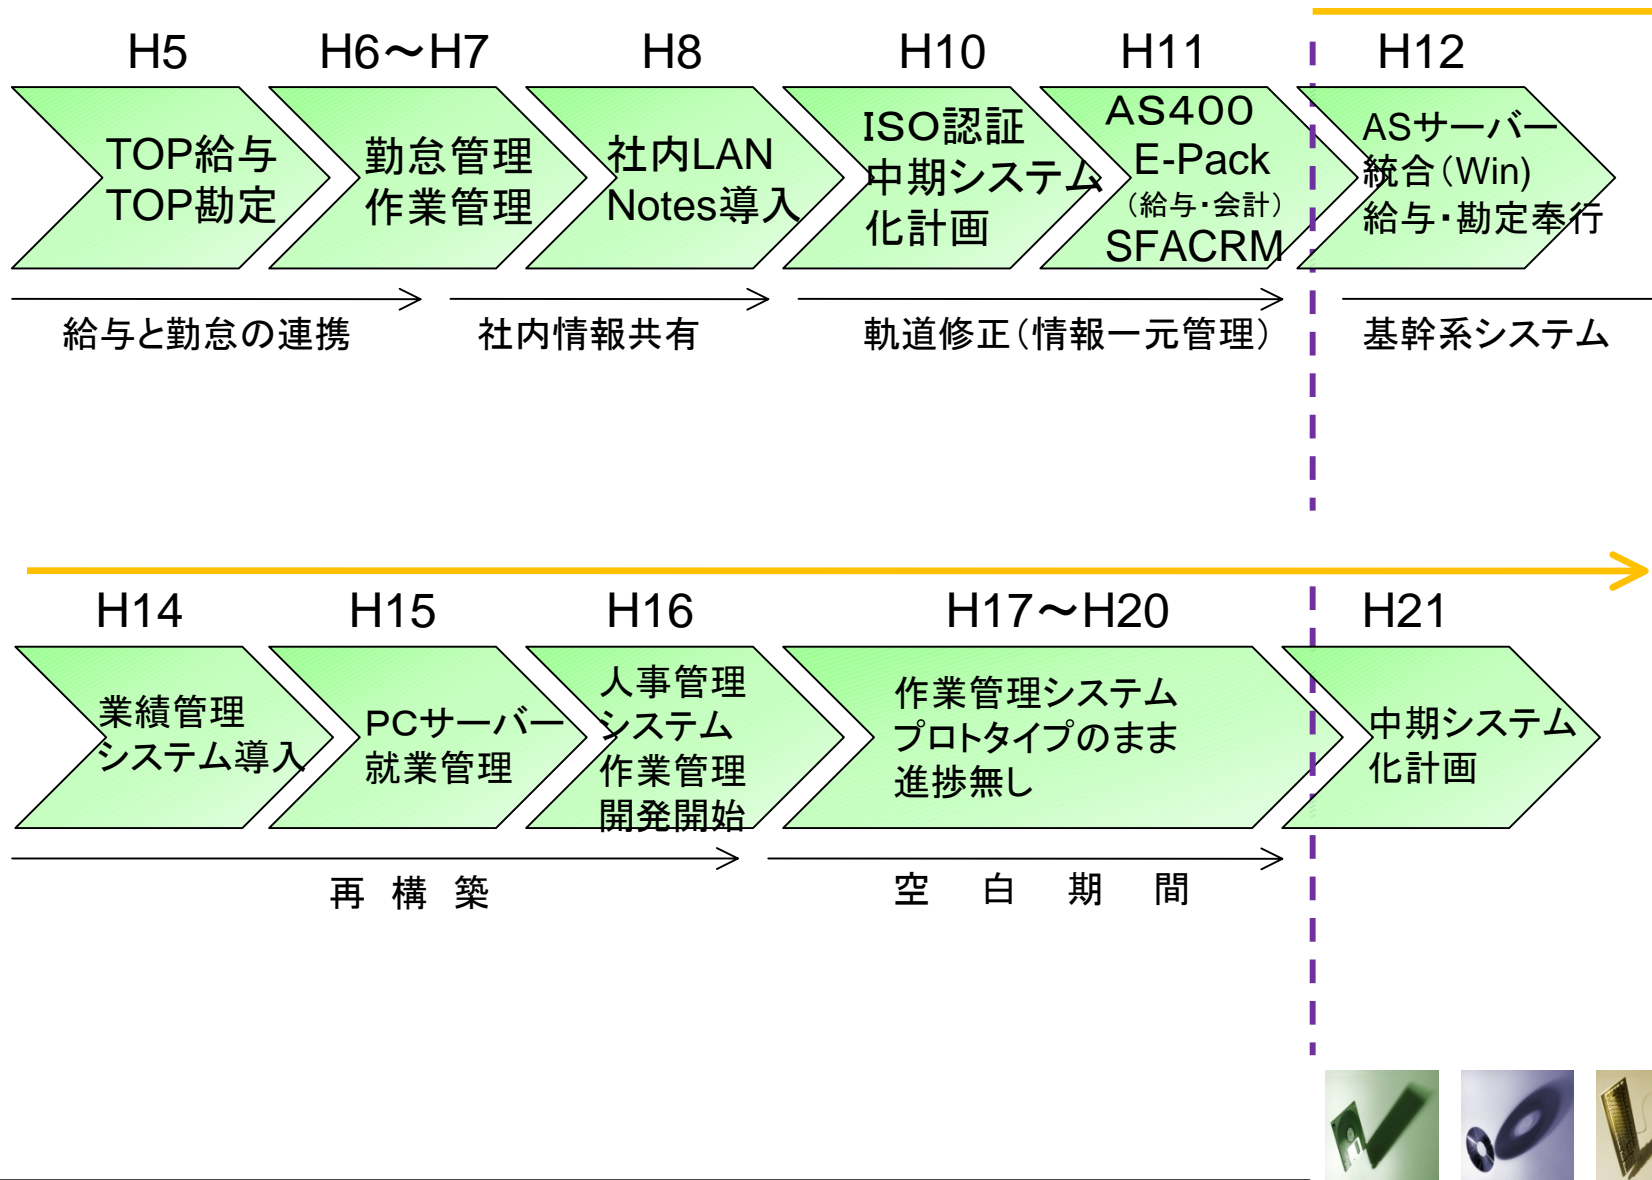 H5
H6～H7
H8
H10
H11
H12
TOP給与
TOP勘定
勤怠管理
作業管理
社内LAN
Notes導入
ISO認証
中期システム
化計画
AS400
E-Pack
（給与・会計）
SFACRM
ASサーバー
統合（Win)
給与・勘定奉行
給与と勤怠の連携
社内情報共有
軌道修正（情報一元管理）
基幹系システム
H14
H15
H16
H17～H20
H21
業績管理
システム導入
PCサーバー
就業管理
人事管理
システム
作業管理
開発開始
作業管理システム
プロトタイプのまま
進捗無し
中期システム
化計画
再 構 築
空 白 期 間